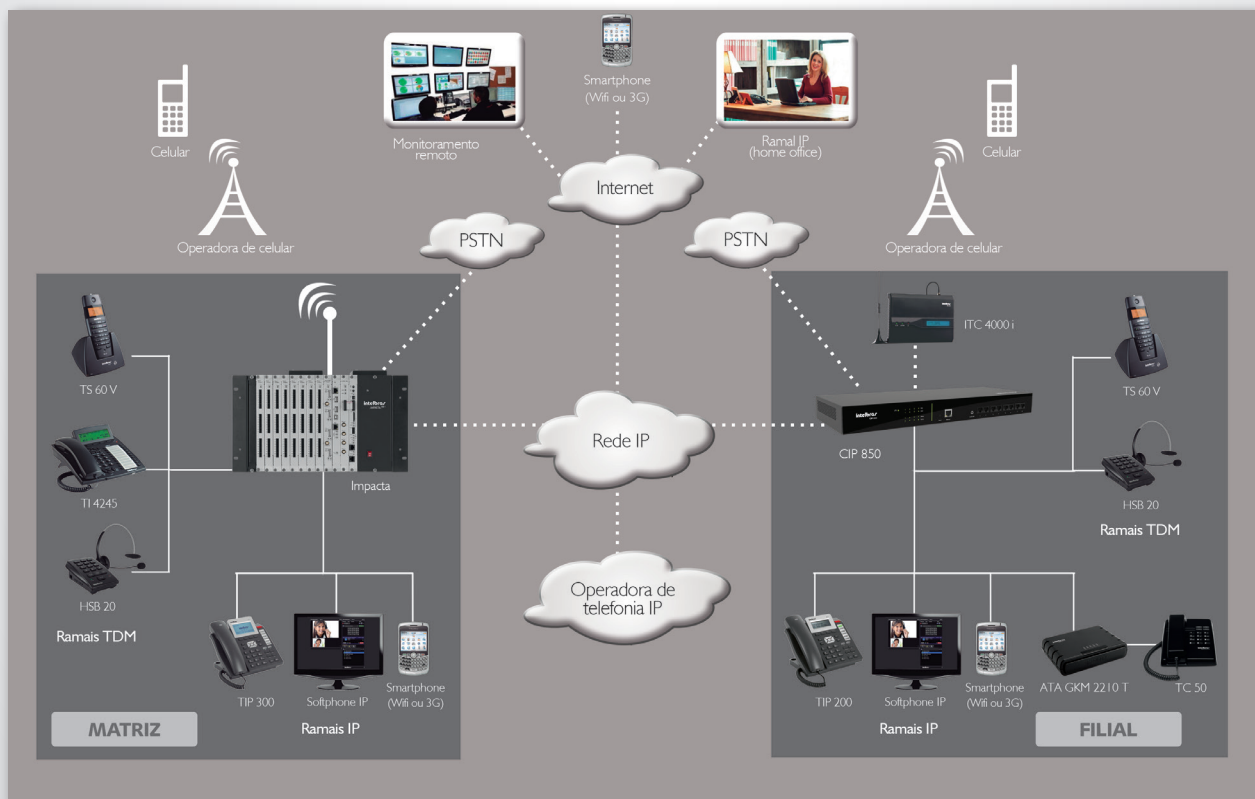 Smartphone
(Wifi ou 3G)
Monitoramento
remoto
Ramal IP
(home office)
Celular
Celular
Internet
Operadora de celular
PSTN
PSTN
Operadora de celular
TS 60 V
TI 4245
HSB 20
Ramais TDM
intelbras
Impacta
TIP 300
Softphone IP
Smartphone
(Wifi ou 3G)
Ramais IP
MATRIZ
Rede IP
Operadora de
telefonia IP
ITC 4000 i
intelbras
CIP 850
TS 60 V
HSB 20
Ramais TDM
TIP 200
Softphone IP
Smartphone
(Wifi ou 3G)
ATA GKM 2210 T
TC 50
Ramais IP
FILIAL